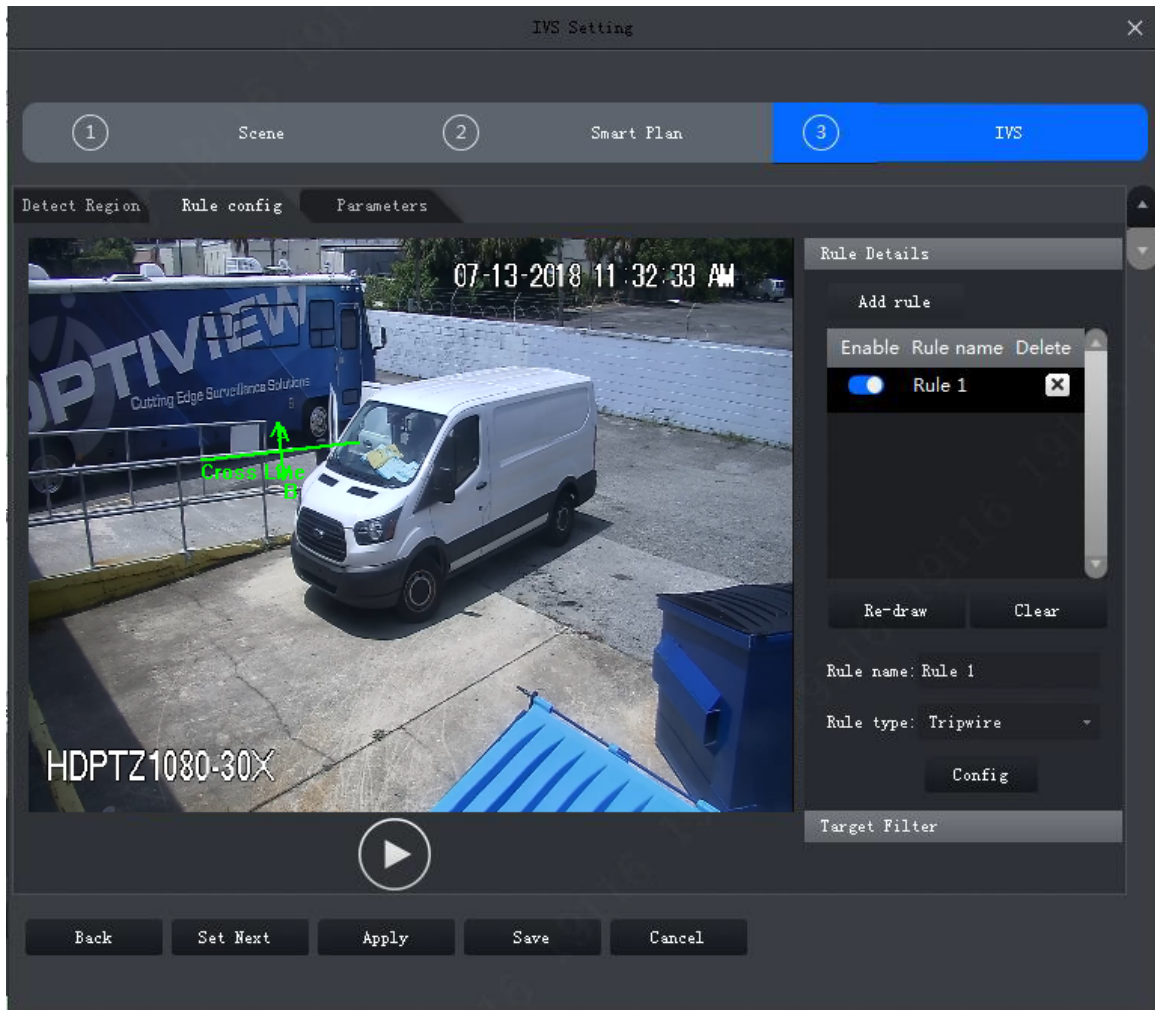 IVS Setting
1 Scene 2 Smart Plan 3 IVS
Detect Region Rule config Parameters
07-13-2018 11:32:33 AM
OPTIVIEW
Cutting Edge Surveillance Solutions
Cross Line
B
HDPTZ1080-30X
Rule Details
Add rule
Enable Rule name Delete
Rule 1
Re-draw Clear
Rule name: Rule 1
Rule type: Tripwire
Config
Target Filter
Back Set Next Apply Save Cancel